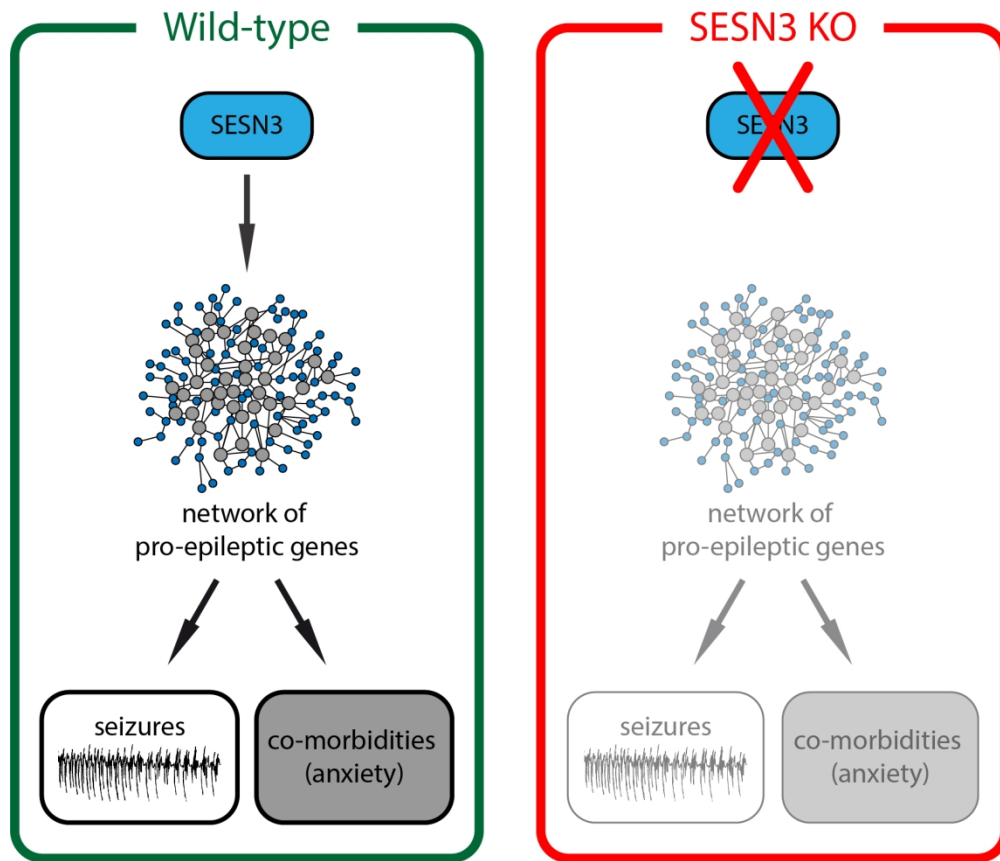 Wild-type
SESN3
network of
pro-epileptic genes
seizures
co-morbidities
(anxiety)
SESN3 KO
SESN3
network of
pro-epileptic genes
seizures
co-morbidities
(anxiety)